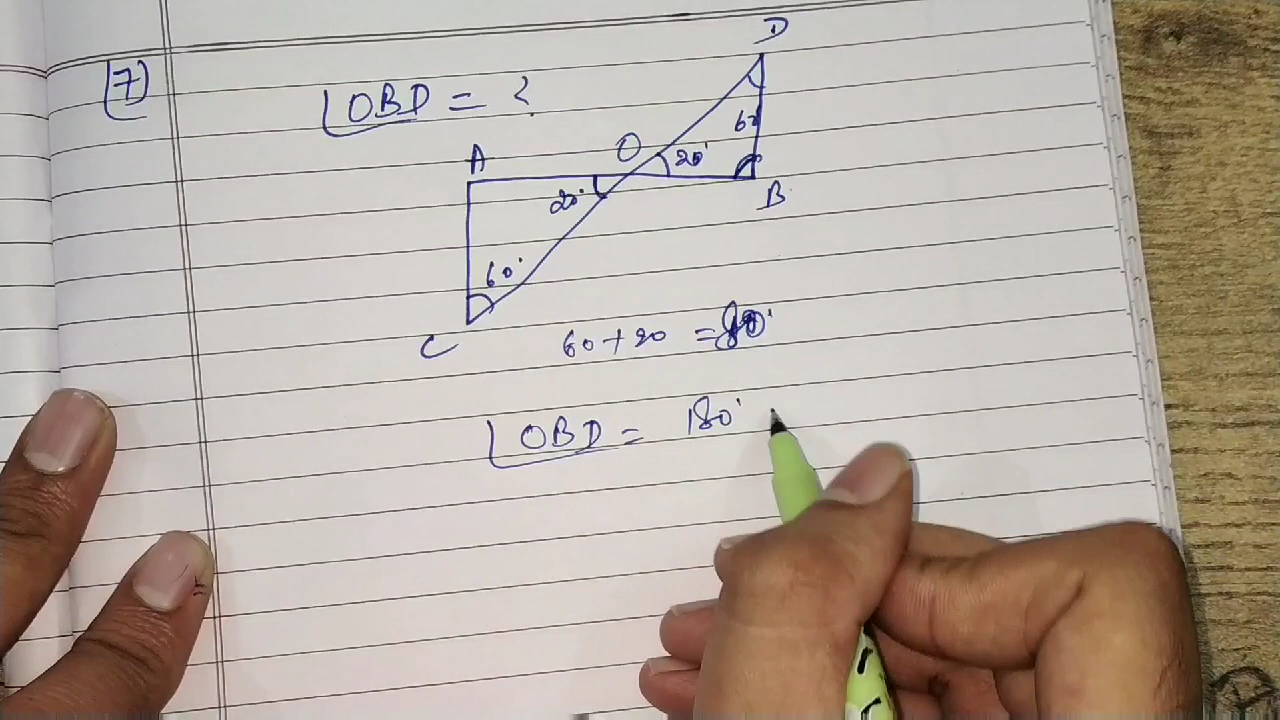 (7)
∠OBD = ?
D
60
O
20°
A
B
20°
60°
C
60+20 = 80°
∠OBD = 180°